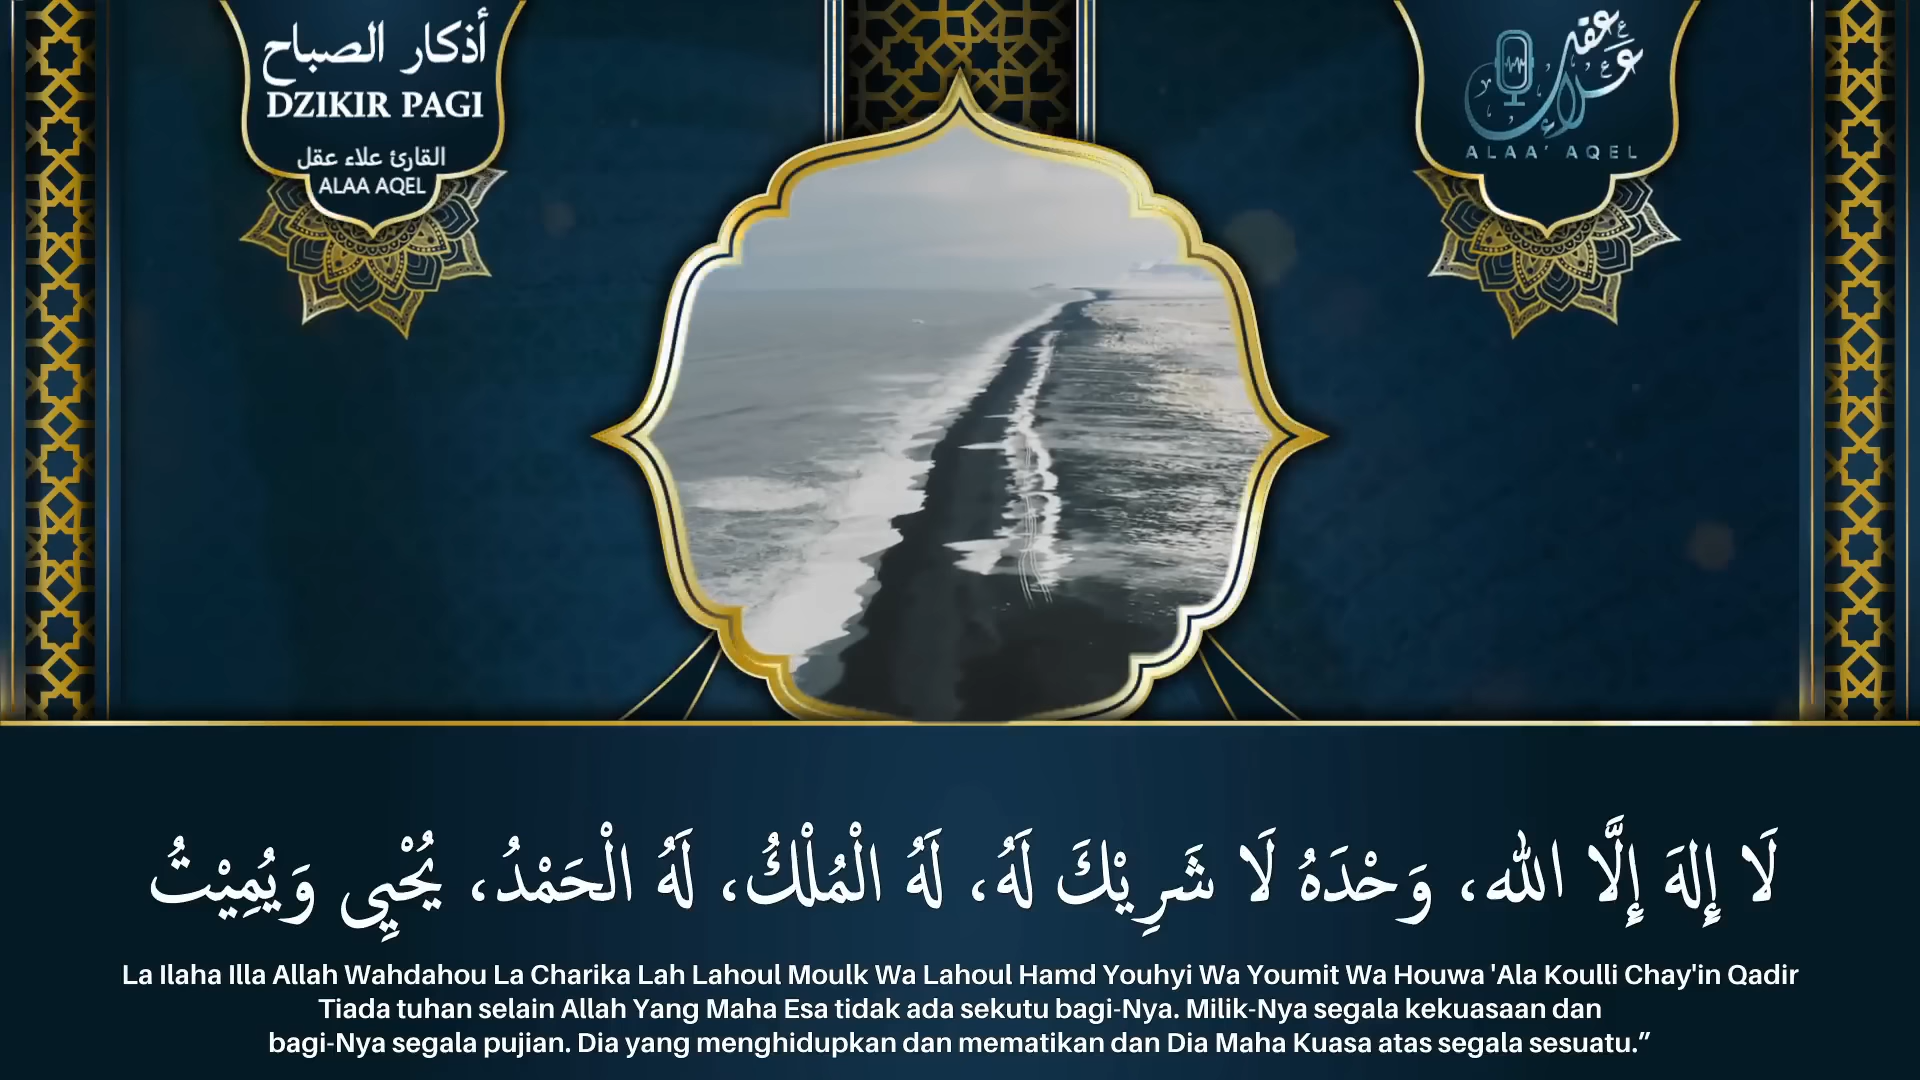 أذكار الصباح
DZIKIR PAGI
القارئ علاء عقل
ALAA AQEL
ALAA' AQEL
لَا إِلهَ إِلَّا الله، وَحْدَهُ لَا شَرِيْكَ لَهُ، لَهُ الْمُلْكُ، لَهُ الْحَمْدُ، يُحْيِي وَيُمِيْتُ
La Ilaha Illa Allah Wahdahou La Charika Lah Lahoul Moulk Wa Lahoul Hamd Youhyi Wa Youmit Wa Houwa 'Ala Koulli Chay'in Qadir
Tiada tuhan selain Allah Yang Maha Esa tidak ada sekutu bagi-Nya. Milik-Nya segala kekuasaan dan
bagi-Nya segala pujian. Dia yang menghidupkan dan mematikan dan Dia Maha Kuasa atas segala sesuatu.”